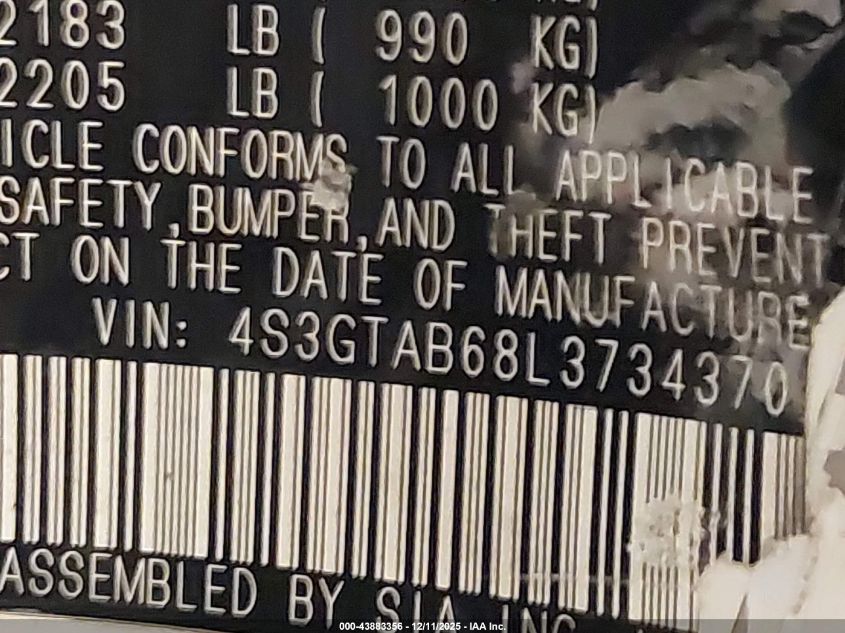 2183 LB ( 990 KG)
2205 LB ( 1000 KG)
ICLE CONFORMS TO ALL APPLICABLE
SAFETY,BUMPER,AND THEFT PREVENT
CT ON THE DATE OF MANUFACTURE
VIN: 4S3GTAB68L3734370
ASSEMBLED BY SIA INC
000-43883356 - 12/11/2025 - IAA Inc.